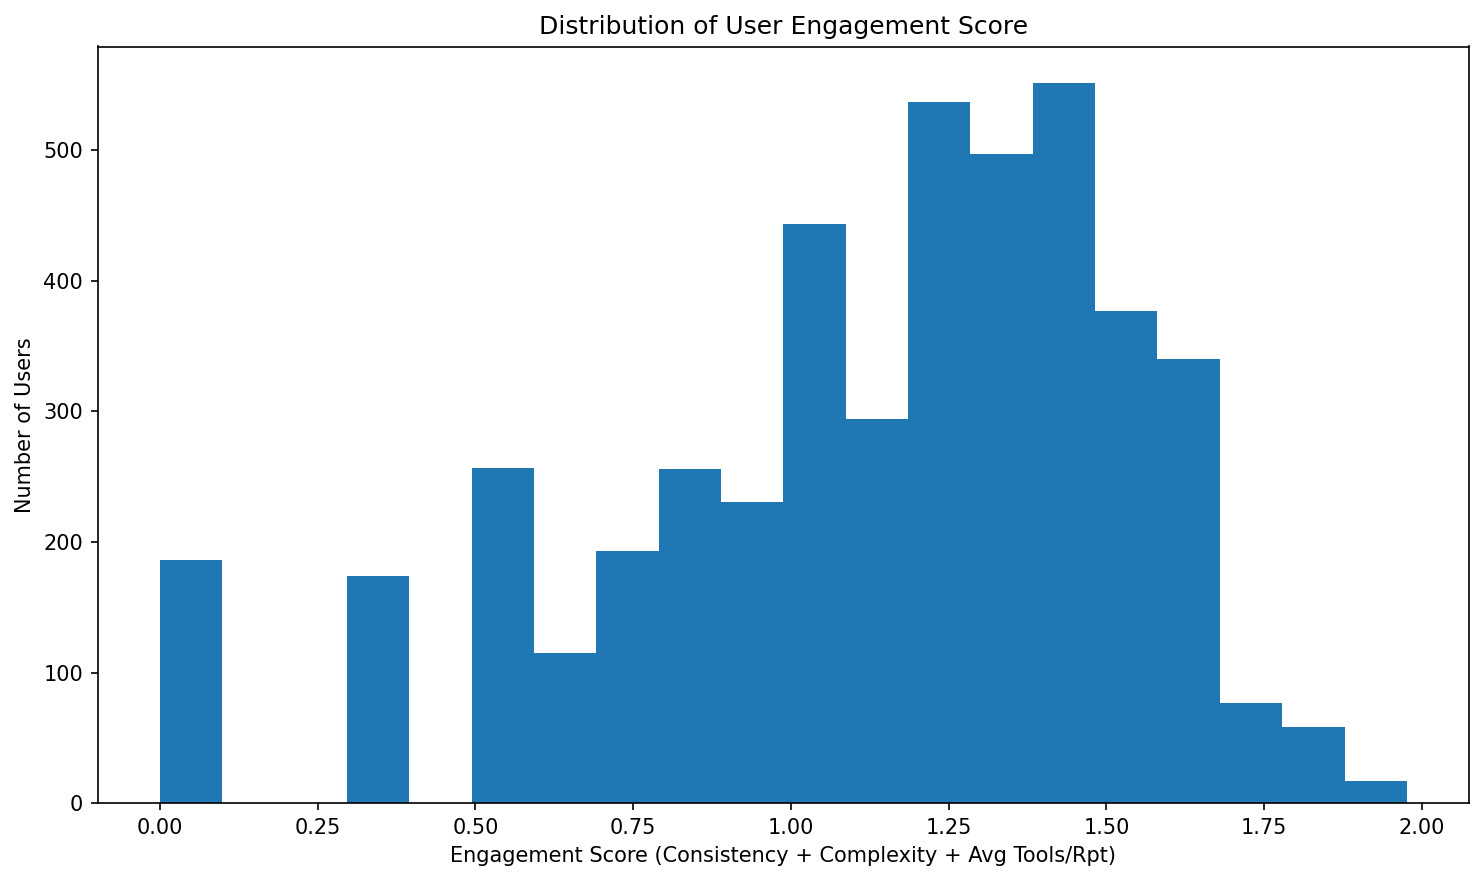 Distribution of User Engagement Score
Number of Users
500
400
300
200
100
0
0.00 0.25 0.50 0.75 1.00 1.25 1.50 1.75 2.00
Engagement Score (Consistency + Complexity + Avg Tools/Rpt)